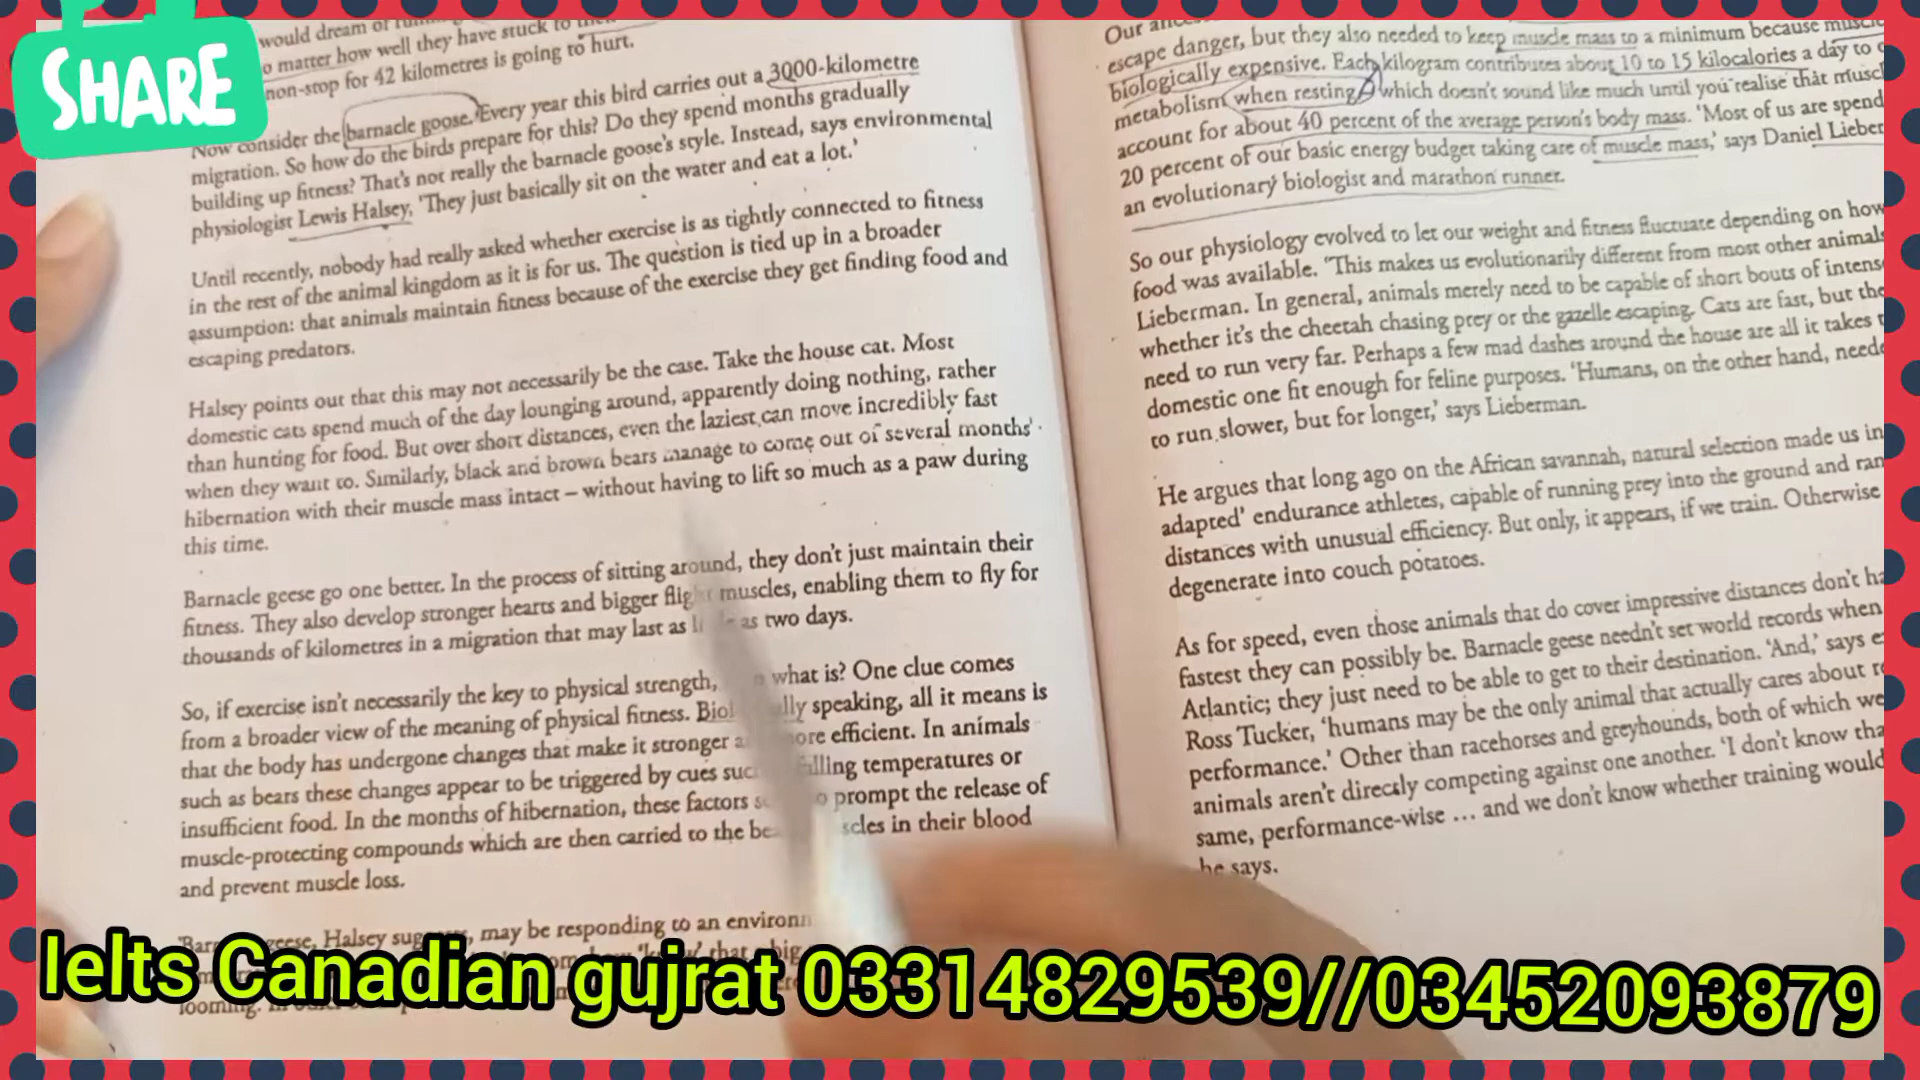 SHARE
would dream of
o matter how well they have stuck to their
non-stop for 42 kilometres is going to hurt.
Now consider the barnacle goose. Every year this bird carries out a 3000-kilometre
migration. So how do the birds prepare for this? Do they spend months gradually
building up fitness? That's not really the barnacle goose's style. Instead, says environmental
physiologist Lewis Halsey, 'They just basically sit on the water and eat a lot.'
Until recently, nobody had really asked whether exercise is as tightly connected to fitness
in the rest of the animal kingdom as it is for us. The question is tied up in a broader
assumption: that animals maintain fitness because of the exercise they get finding food and
escaping predators.
Halsey points out that this may not necessarily be the case. Take the house cat. Most
domestic cats spend much of the day lounging around, apparently doing nothing, rather
than hunting for food. But over short distances, even the laziest can move incredibly fast
when they want to. Similarly, black and brown bears manage to come out of several months'
hibernation with their muscle mass intact – without having to lift so much as a paw during
this time.
Barnacle geese go one better. In the process of sitting around, they don't just maintain their
fitness. They also develop stronger hearts and bigger flight muscles, enabling them to fly for
thousands of kilometres in a migration that may last as as two days.
So, if exercise isn't necessarily the key to physical strength, what is? One clue comes
from a broader view of the meaning of physical fitness. speaking, all it means is
that the body has undergone changes that make it stronger efficient. In animals
such as bears these changes appear to be triggered by cues falling temperatures or
insufficient food. In the months of hibernation, these factors prompt the release of
muscle-protecting compounds which are then carried to the in their blood
and prevent muscle loss.
geese, Halsey may be responding to an
that big
looming.
Our
escape danger, but they also needed to keep muscle mass to a minimum because
biologically expensive. Each kilogram contributes about 10 to 15 kilocalories a day to
metabolism when resting, which doesn't sound like much until you realise that
account for about 40 percent of the average person's body mass. 'Most of us are
20 percent of our basic energy budget taking care of muscle mass,' says Daniel
an evolutionary biologist and marathon runner.
So our physiology evolved to let our weight and fitness fluctuate depending on how
food was available. 'This makes us evolutionarily different from most other animals
Lieberman. In general, animals merely need to be capable of short bouts of
whether it's the cheetah chasing prey or the gazelle escaping. Cats are fast, but
need to run very far. Perhaps a few mad dashes around the house are all it takes
domestic one fit enough for feline purposes. 'Humans, on the other hand,
to run slower, but for longer,' says Lieberman.
He argues that long ago on the African savannah, natural selection made us
adapted' endurance athletes, capable of running prey into the ground and
distances with unusual efficiency. But only, it appears, if we train. Otherwise
degenerate into couch potatoes.
As for speed, even those animals that do cover impressive distances don't
fastest they can possibly be. Barnacle geese needn't set world records when
Atlantic; they just need to be able to get to their destination. 'And,' says
Ross Tucker, 'humans may be the only animal that actually cares about
performance.' Other than racehorses and greyhounds, both of which
animals aren't directly competing against one another. 'I don't know
same, performance-wise ... and we don't know whether training would
he says.
Ielts Canadian gujrat 03314829539//03452093879